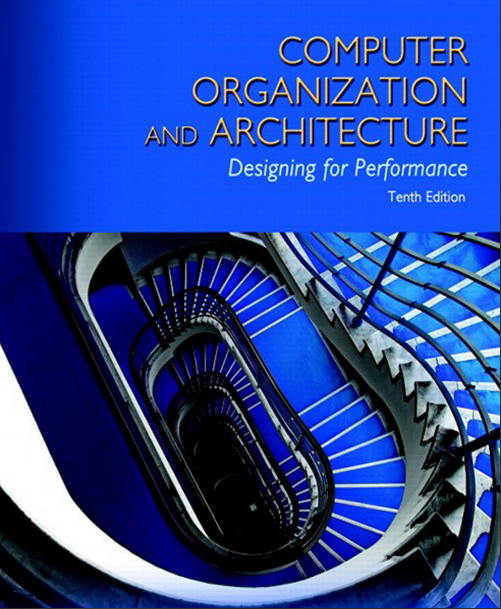 COMPUTER
ORGANIZATION
AND ARCHITECTURE
Designing for Performance
Tenth Edition